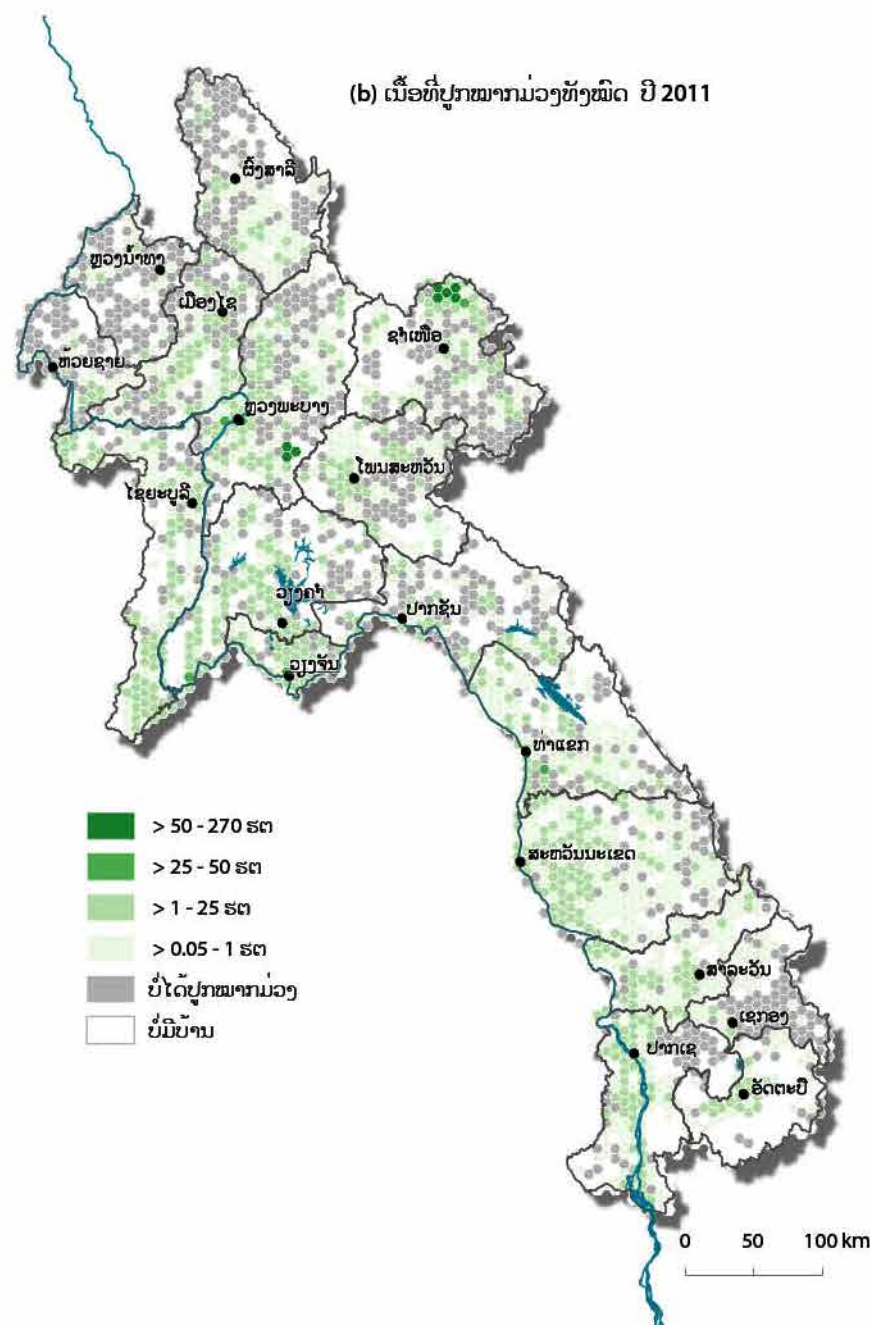 (b) ເນື້ອທີ່ປູກໝາກມ່ວງທັງໝົດ ປີ 2011
ຜົ້ງສາລີ
ຫຼວງນ້ຳທາ
ເມືອງໄຊ
ຊຳເໜືອ
ຫ້ວຍຊາຍ
ຫຼວງພະບາງ
ໂພນສະຫວັນ
ໄຊຍະບູລີ
ວຽງຄຳ
ປາກຊັນ
ວຽງຈັນ
ທ່າແຂກ
> 50 - 270 ຮຕ
> 25 - 50 ຮຕ
> 1 - 25 ຮຕ
> 0.05 - 1 ຮຕ
ບໍ່ໄດ້ປູກໝາກມ່ວງ
ບໍ່ມີບ້ານ
ສະຫວັນນະເຂດ
ສາລະວັນ
ເຊກອງ
ປາກເຊ
ອັດຕະປື
0 50 100 km